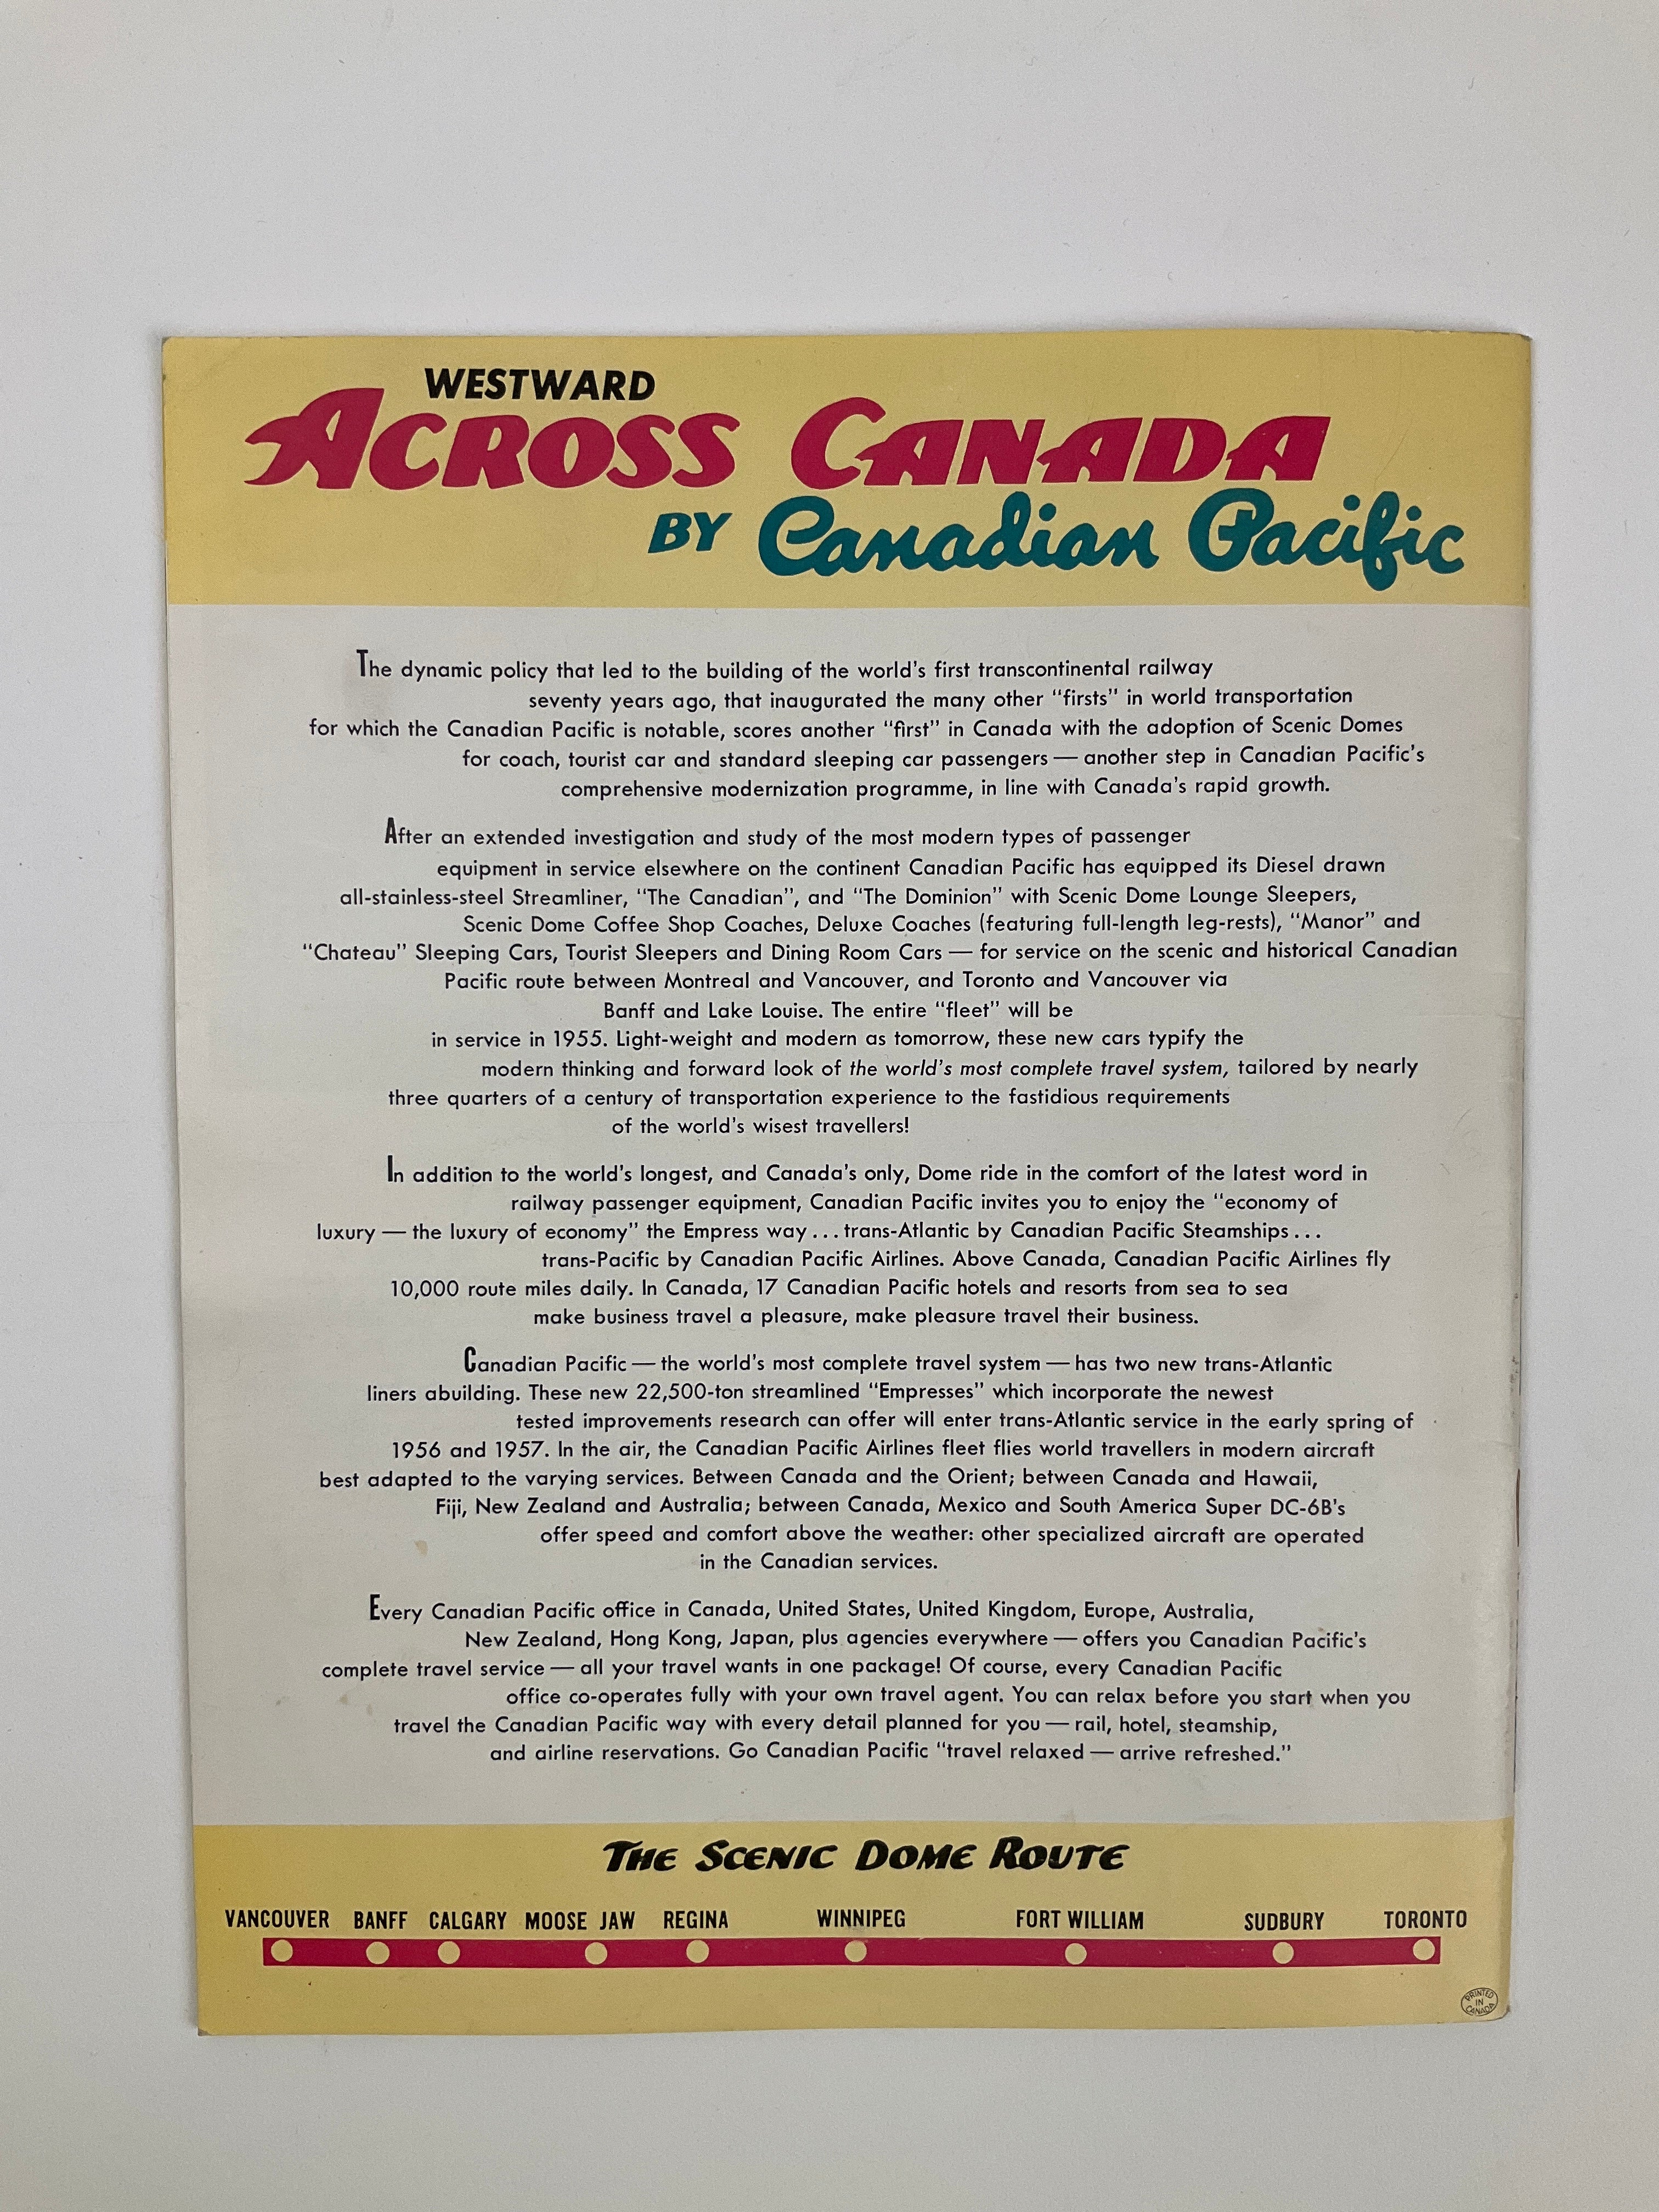 WESTWARD
ACROSS CANADA
BY Canadian Pacific
The dynamic policy that led to the building of the world's first transcontinental railway
seventy years ago, that inaugurated the many other "firsts" in world transportation
for which the Canadian Pacific is notable, scores another "first" in Canada with the adoption of Scenic Domes
for coach, tourist car and standard sleeping car passengers — another step in Canadian Pacific's
comprehensive modernization programme, in line with Canada's rapid growth.
After an extended investigation and study of the most modern types of passenger
equipment in service elsewhere on the continent Canadian Pacific has equipped its Diesel drawn
all-stainless-steel Streamliner, "The Canadian", and "The Dominion" with Scenic Dome Lounge Sleepers,
Scenic Dome Coffee Shop Coaches, Deluxe Coaches (featuring full-length leg-rests), "Manor" and
"Chateau" Sleeping Cars, Tourist Sleepers and Dining Room Cars — for service on the scenic and historical Canadian
Pacific route between Montreal and Vancouver, and Toronto and Vancouver via
Banff and Lake Louise. The entire "fleet" will be
in service in 1955. Light-weight and modern as tomorrow, these new cars typify the
modern thinking and forward look of the world's most complete travel system, tailored by nearly
three quarters of a century of transportation experience to the fastidious requirements
of the world's wisest travellers!
In addition to the world's longest, and Canada's only, Dome ride in the comfort of the latest word in
railway passenger equipment, Canadian Pacific invites you to enjoy the "economy of
luxury — the luxury of economy" the Empress way ... trans-Atlantic by Canadian Pacific Steamships ...
trans-Pacific by Canadian Pacific Airlines. Above Canada, Canadian Pacific Airlines fly
10,000 route miles daily. In Canada, 17 Canadian Pacific hotels and resorts from sea to sea
make business travel a pleasure, make pleasure travel their business.
Canadian Pacific — the world's most complete travel system — has two new trans-Atlantic
liners abuilding. These new 22,500-ton streamlined "Empresses" which incorporate the newest
tested improvements research can offer will enter trans-Atlantic service in the early spring of
1956 and 1957. In the air, the Canadian Pacific Airlines fleet flies world travellers in modern aircraft
best adapted to the varying services. Between Canada and the Orient; between Canada and Hawaii,
Fiji, New Zealand and Australia; between Canada, Mexico and South America Super DC-6B's
offer speed and comfort above the weather: other specialized aircraft are operated
in the Canadian services.
Every Canadian Pacific office in Canada, United States, United Kingdom, Europe, Australia,
New Zealand, Hong Kong, Japan, plus agencies everywhere — offers you Canadian Pacific's
complete travel service — all your travel wants in one package! Of course, every Canadian Pacific
office co-operates fully with your own travel agent. You can relax before you start when you
travel the Canadian Pacific way with every detail planned for you — rail, hotel, steamship,
and airline reservations. Go Canadian Pacific "travel relaxed — arrive refreshed."
THE SCENIC DOME ROUTE
VANCOUVER BANFF CALGARY MOOSE JAW REGINA WINNIPEG FORT WILLIAM SUDBURY TORONTO
PRINTED
IN
CANADA